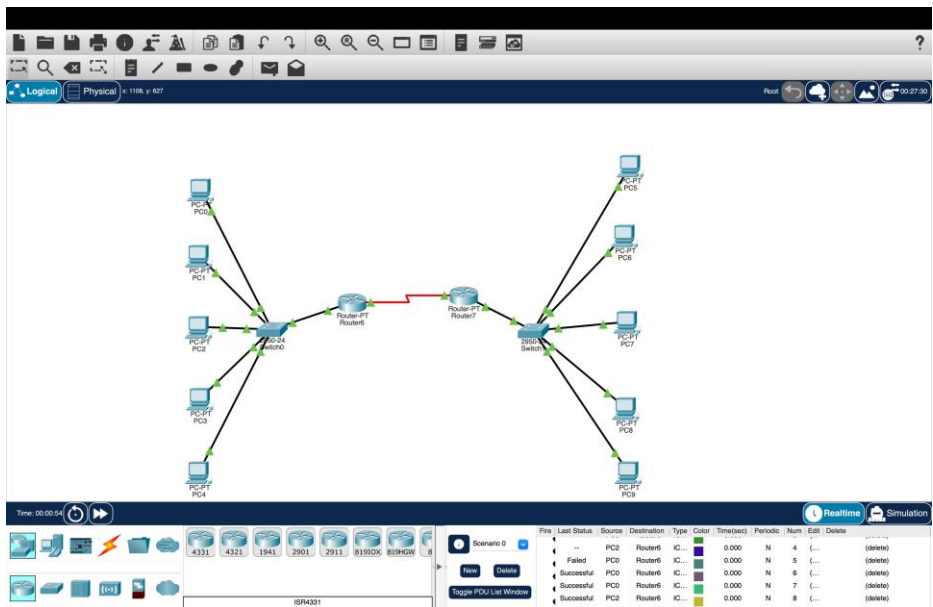 ?
Logical Physical x: 1108, y: 827 Root 00:27:30
PC-PT
PC0
PC-PT
PC1
PC-PT
PC2
PC-PT
PC3
PC-PT
PC4
2950-24
Switch0
Router-PT
Router6
Router-PT
Router7
2950-
Switch
PC-PT
PC5
PC-PT
PC6
PC-PT
PC7
PC-PT
PC8
PC-PT
PC9
Time: 00:00:54 Realtime Simulation
4331 4321 1941 2901 2911 819IOX 819HGW 8
ISR4331
Scenario 0
New Delete
Toggle PDU List Window
Fire Last Status Source Destination Type Color Time(sec) Periodic Num Edit Delete
-- PC2 Router6 IC... 0.000 N 4 (... (delete)
Failed PC0 Router6 IC... 0.000 N 5 (... (delete)
Successful PC0 Router6 IC... 0.000 N 6 (... (delete)
Successful PC0 Router6 IC... 0.000 N 7 (... (delete)
Successful PC2 Router6 IC... 0.000 N 8 (... (delete)